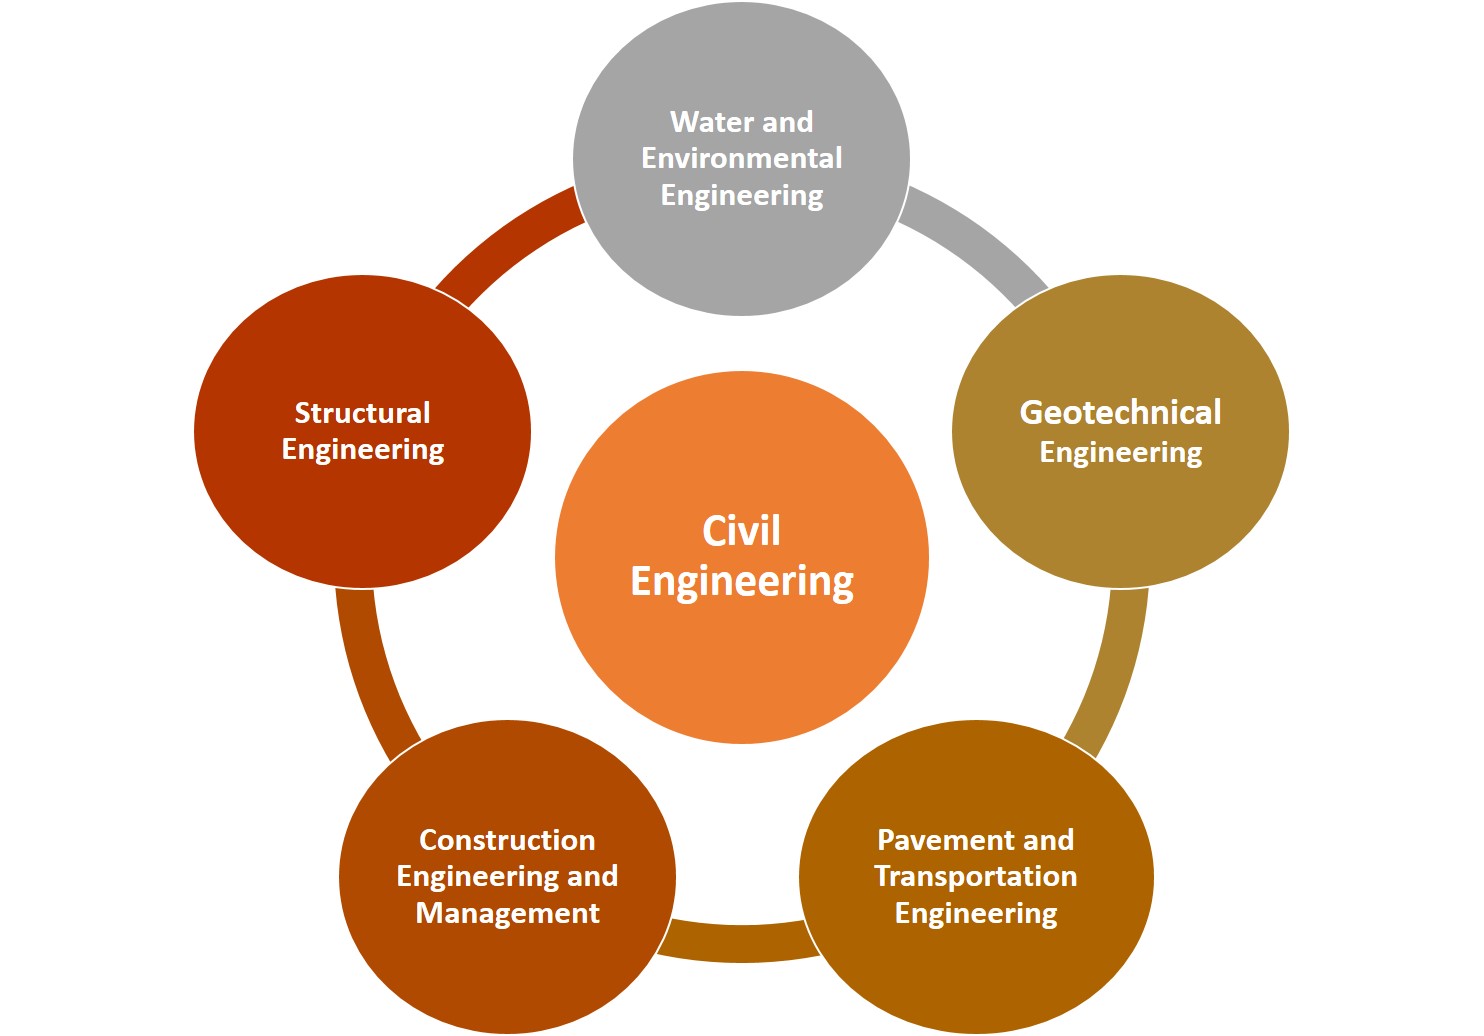 Water and
Environmental
Engineering
Structural
Engineering
Geotechnical
Engineering
Civil
Engineering
Construction
Engineering and
Management
Pavement and
Transportation
Engineering